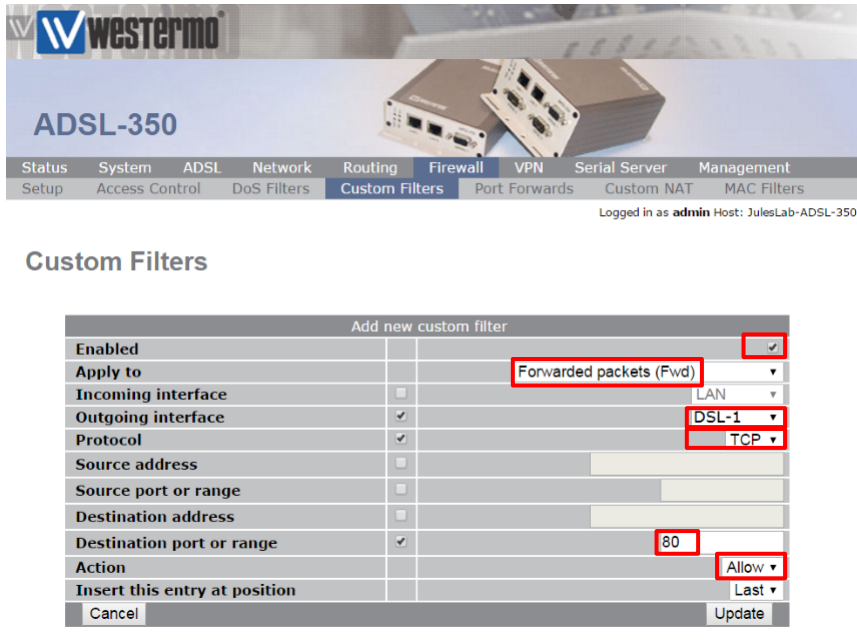 westermo
ADSL-350
Status System ADSL Network Routing Firewall VPN Serial Server Management
Setup Access Control DoS Filters Custom Filters Port Forwards Custom NAT MAC Filters
Logged in as admin Host: JulesLab-ADSL-350
Custom Filters
Add new custom filter
Enabled
Apply to Forwarded packets (Fwd)
Incoming interface LAN
Outgoing interface DSL-1
Protocol TCP
Source address
Source port or range
Destination address
Destination port or range 80
Action Allow
Insert this entry at position Last
Cancel Update